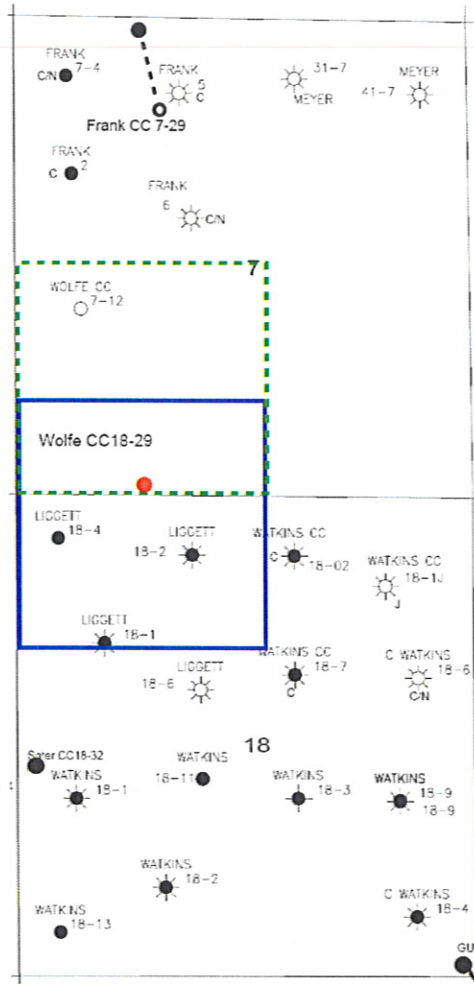 FRANK
C/N 7-4
FRANK
5
C
31-7
MEYER
MEYER
41-7
Frank CC 7-29
FRANK
C 2
FRANK
6
C/N
7
WOLFE CC
7-12
Wolfe CC18-29
LIGGETT
18-4
LIGGETT
18-2
WATKINS CC
C 18-02
WATKINS CC
18-1J
J
LIGGETT
18-1
LIGGETT
18-6
WATKINS CC
18-7
C
C WATKINS
18-6
C/N
18
Sater CC18-32
WATKINS
18-1
WATKINS
18-11
WATKINS
18-3
WATKINS
18-9
18-9
WATKINS
18-2
C WATKINS
18-4
WATKINS
18-13
GU